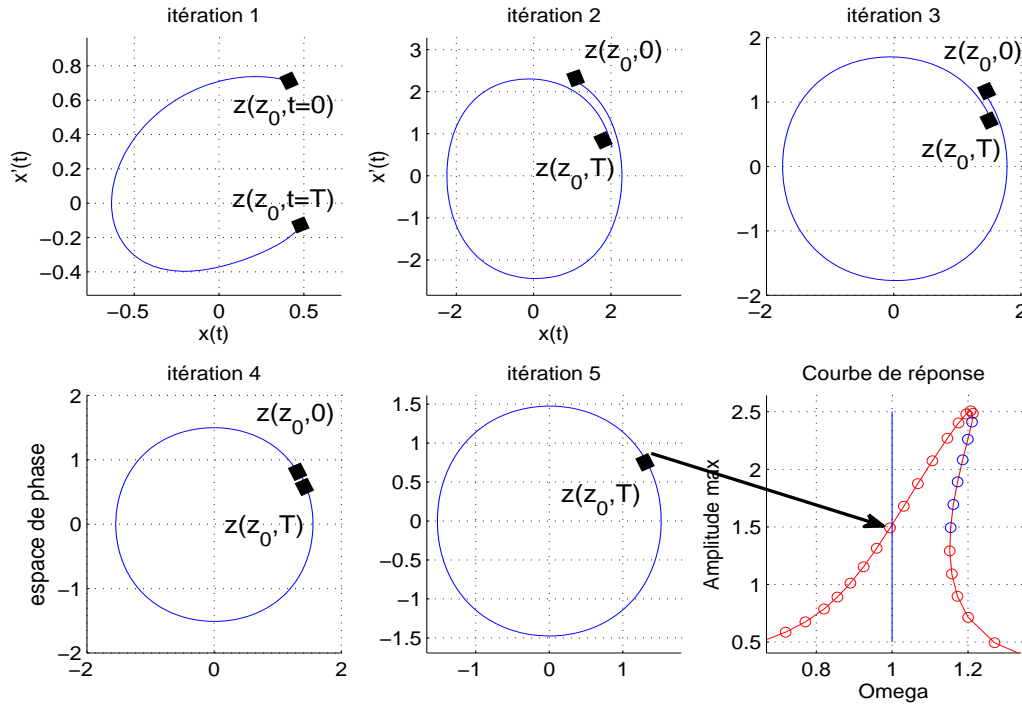 itération 1
0.8
0.6
0.4
0.2
0
−0.2
−0.4
x'(t)
z(z0,t=0)
z(z0,t=T)
−0.5
0
0.5
x(t)
itération 2
3
2
1
0
−1
−2
x'(t)
z(z0,0)
z(z0,T)
−2
0
2
x(t)
itération 3
2
1
0
−1
−2
z(z0,0)
z(z0,T)
−2
0
2
itération 4
2
1
0
−1
−2
espace de phase
z(z0,0)
z(z0,T)
−2
0
2
itération 5
1.5
1
0.5
0
−0.5
−1
−1.5
z(z0,T)
−1
0
1
Courbe de réponse
2.5
2
1.5
1
0.5
Amplitude max
0.8
1
1.2
Omega